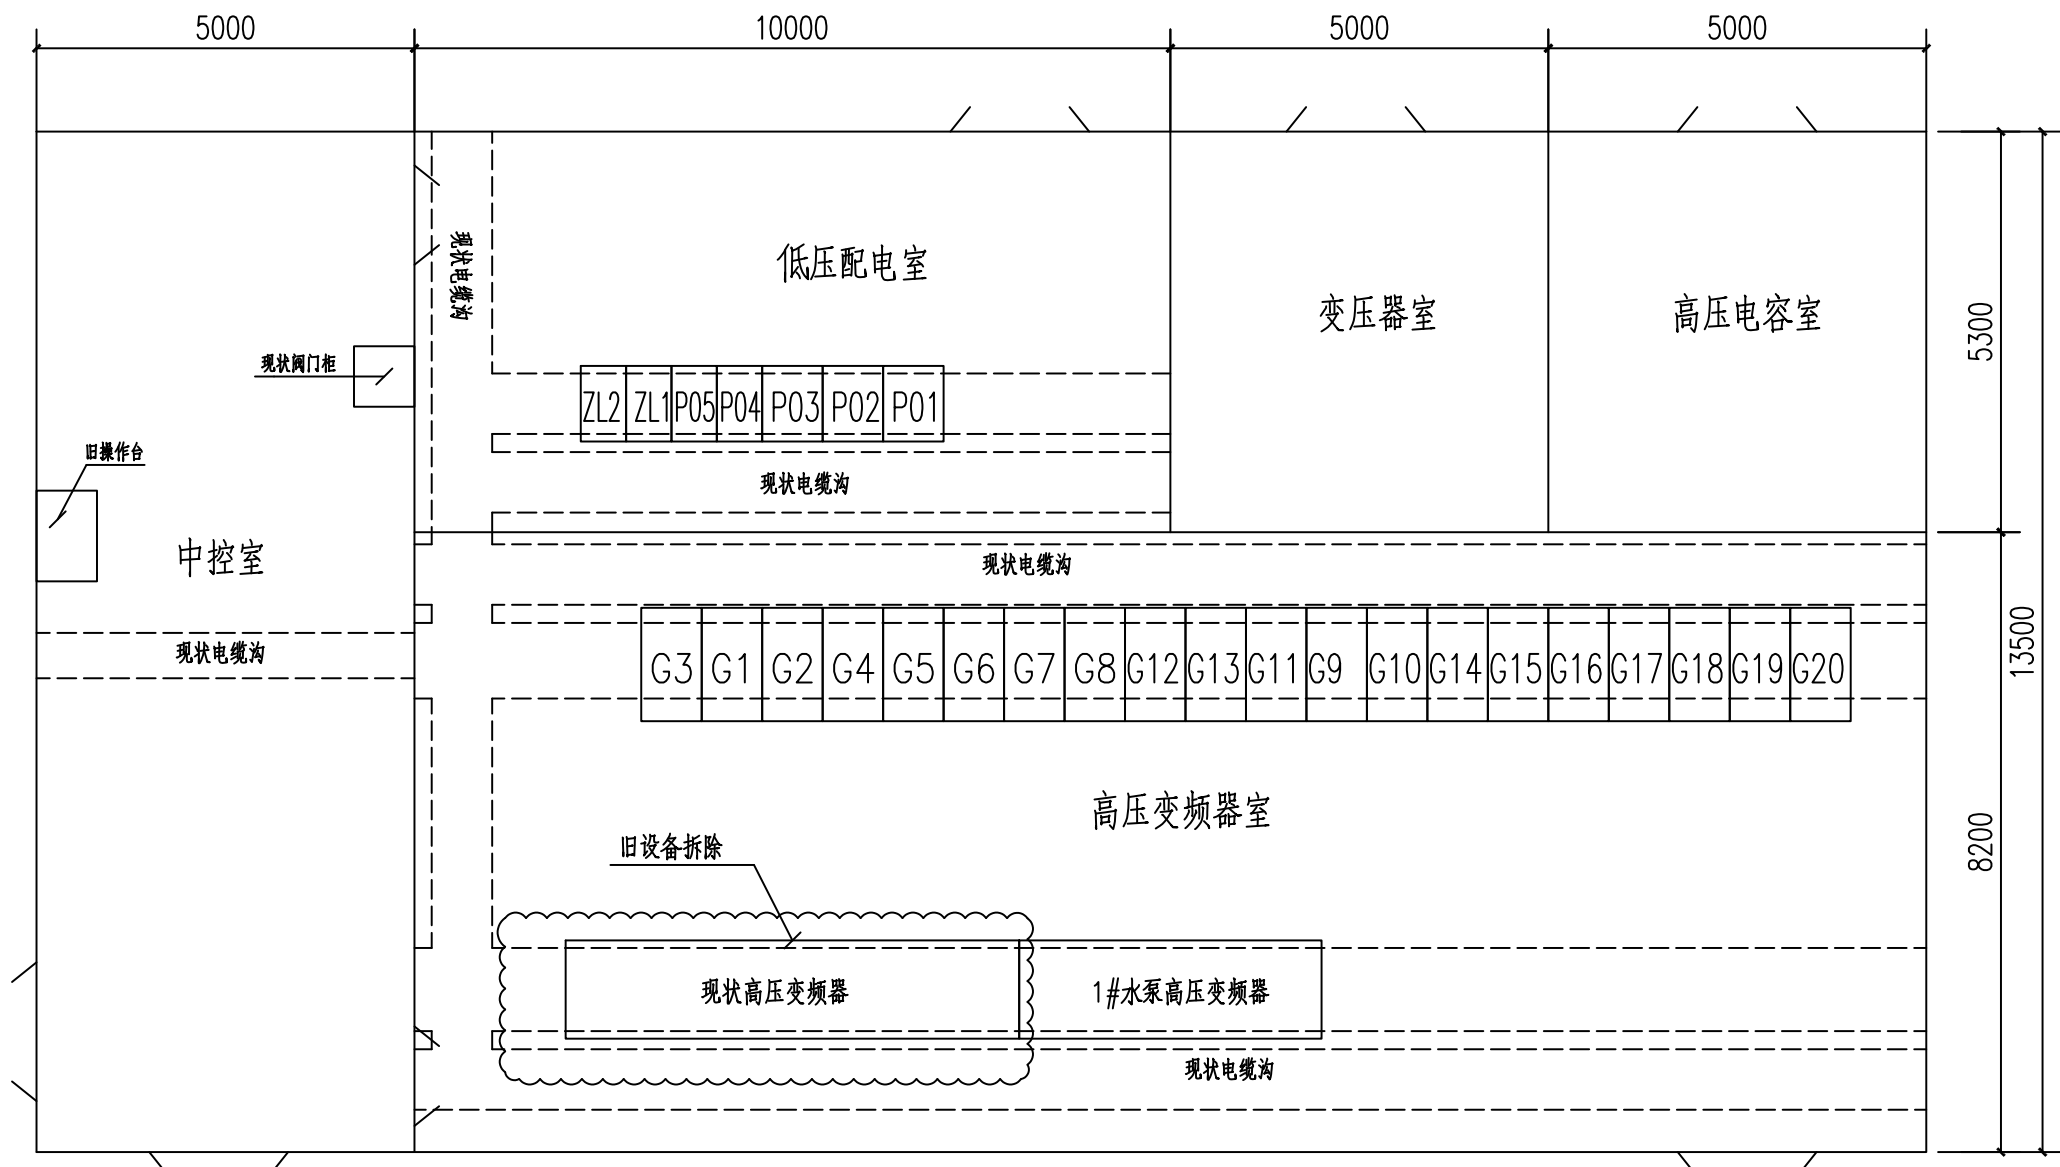 5000
10000
5000
5000
现状电缆沟
低压配电室
变压器室
高压电容室
5300
现状阀门柜
ZL2 ZL1 P05 P04 P03 P02 P01
旧操作台
现状电缆沟
中控室
现状电缆沟
13500
现状电缆沟
G3 G1 G2 G4 G5 G6 G7 G8 G12 G13 G11 G9 G10 G14 G15 G16 G17 G18 G19 G20
高压变频器室
8200
旧设备拆除
现状高压变频器
1#水泵高压变频器
现状电缆沟